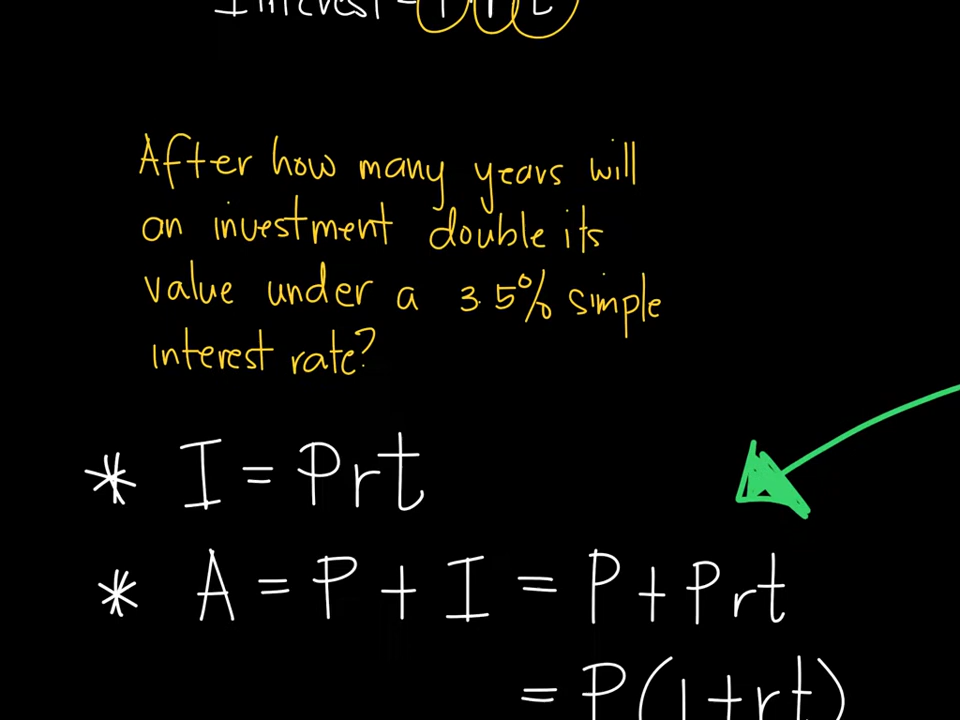 Interest = P r t
After how many years will
an investment double its
value under a 3.5% simple
interest rate?
* I = Prt
* A = P + I = P + Prt
= P(1+rt)